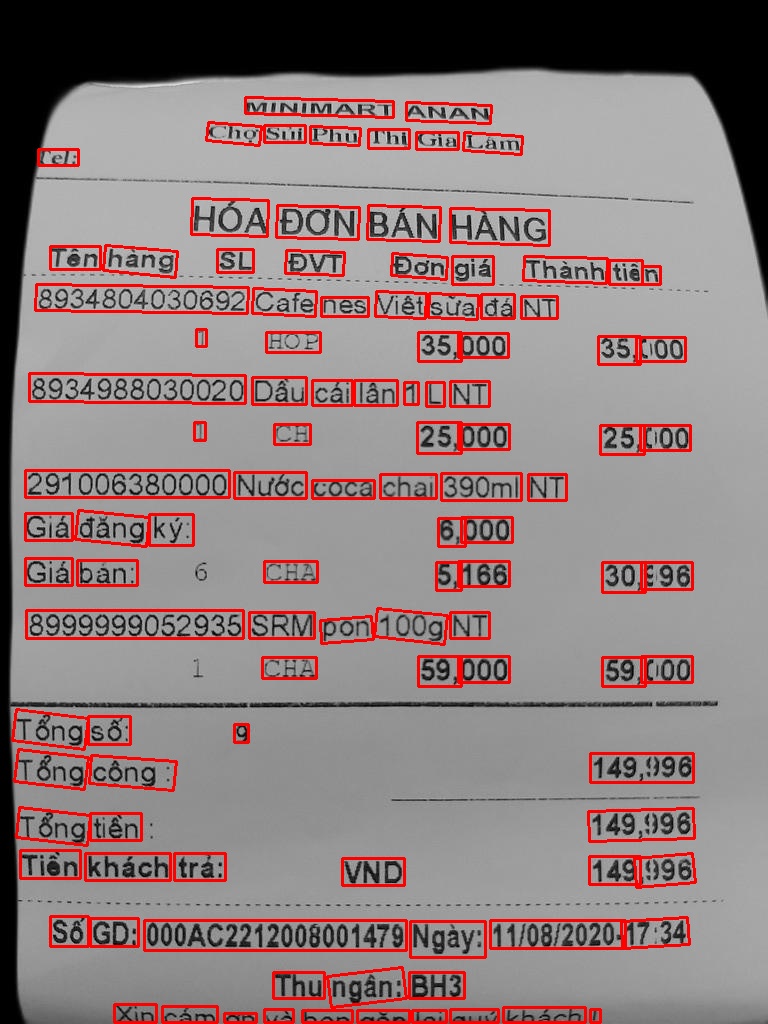 MINIMART ANAN
Chợ Sủi Phu Thi Gia Lâm
Tel:
HÓA ĐƠN BÁN HÀNG
Tên hàng SL ĐVT Đơn giá Thành tiền
8934804030692 Cafe nes Việt sữa đá NT
1 HOP 35,000 35,000
8934988030020 Dầu cái lân 1 L NT
1 CH 25,000 25,000
291006380000 Nước coca chai 390ml NT
Giá đăng ký: 6,000
Giá bán: 6 CHA 5,166 30,996
8999999052935 SRM pon 100g NT
1 CHA 59,000 59,000
Tổng số: 9
Tổng công : 149,996
Tổng tiền : 149,996
Tiền khách trả: VND 149,996
Số GD: 000AC2212008001479 Ngày: 11/08/2020-17:34
Thu ngân: BH3
Xin cám ơn và hẹn gặp lại quý khách !